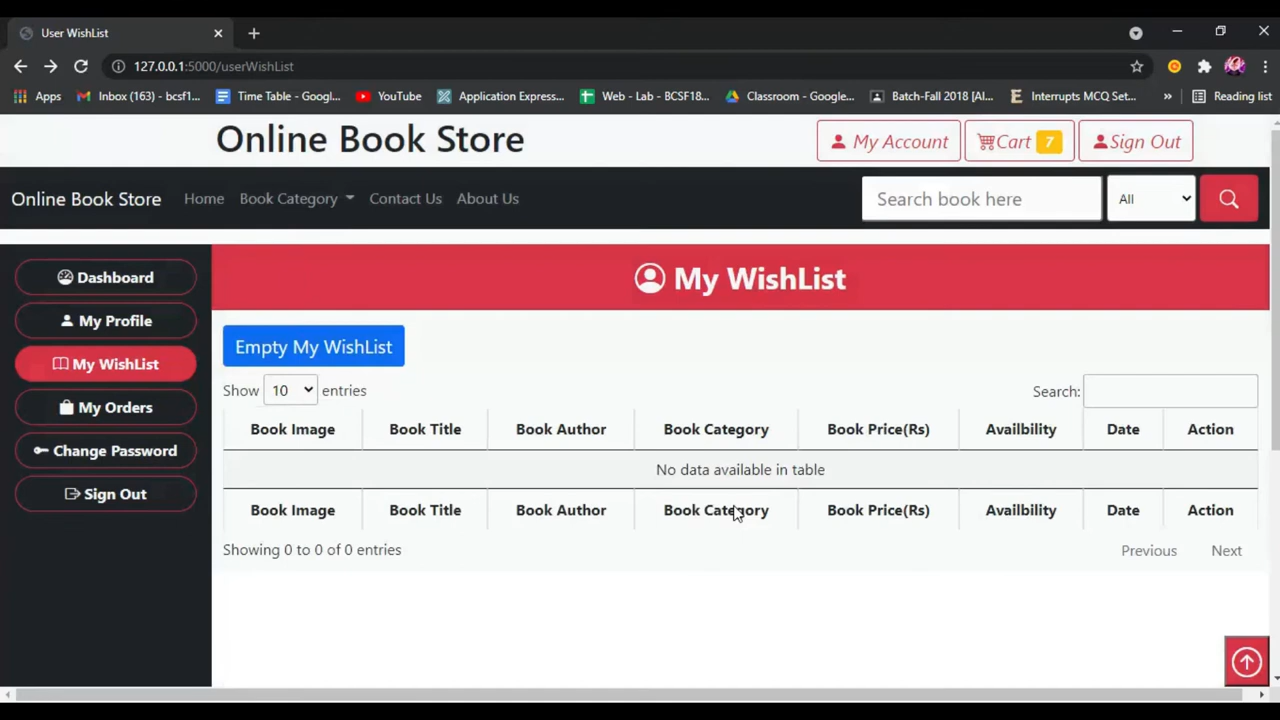 User WishList
127.0.0.1:5000/userWishList
Apps Inbox (163) - bcsf1... Time Table - Googl... YouTube Application Express... Web - Lab - BCSF18... Classroom - Google... Batch-Fall 2018 [Al... Interrupts MCQ Set... » Reading list
Online Book Store My Account Cart 7 Sign Out
Online Book Store Home Book Category Contact Us About Us Search book here All
Dashboard
My Profile
My WishList
My Orders
Change Password
Sign Out
My WishList
Empty My WishList
Show 10 entries Search:
Book Image Book Title Book Author Book Category Book Price(Rs) Availbility Date Action
No data available in table
Book Image Book Title Book Author Book Category Book Price(Rs) Availbility Date Action
Showing 0 to 0 of 0 entries Previous Next